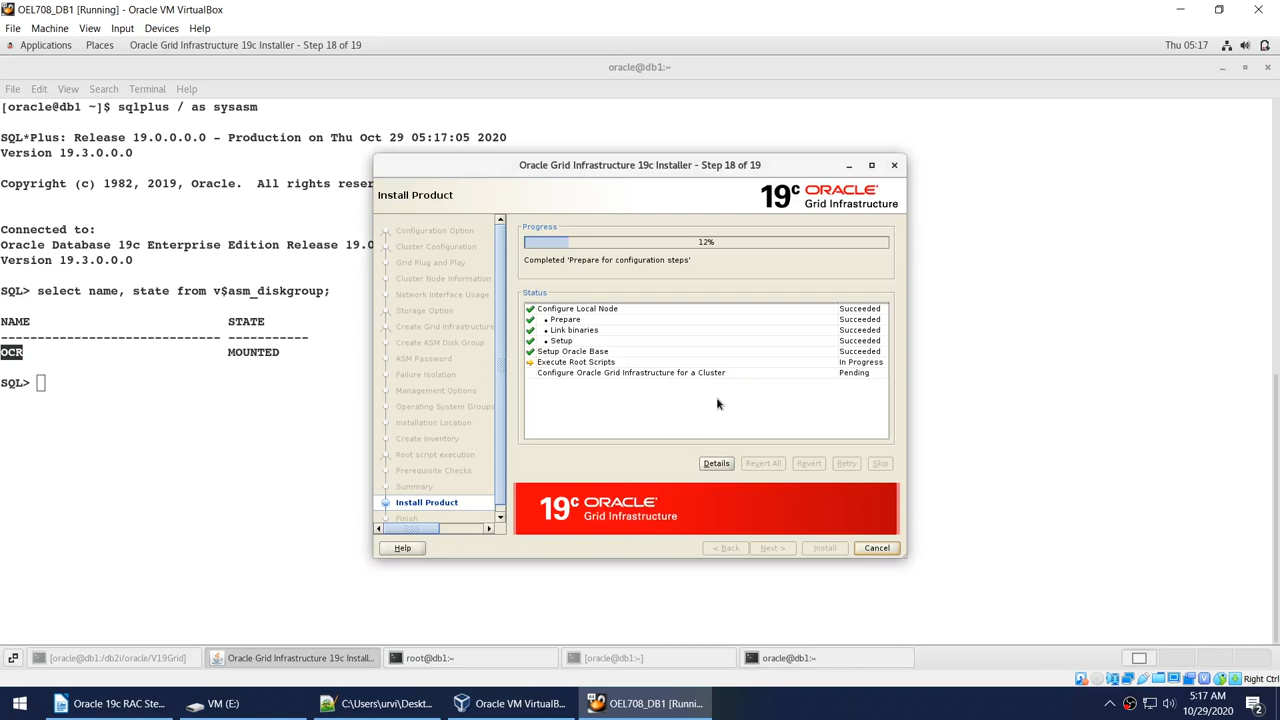 OEL708_DB1 [Running] - Oracle VM VirtualBox
File Machine View Input Devices Help
Applications Places Oracle Grid Infrastructure 19c Installer - Step 18 of 19 Thu 05:17
oracle@db1:~
File Edit View Search Terminal Help
[oracle@db1 ~]$ sqlplus / as sysasm
SQL*Plus: Release 19.0.0.0.0 - Production on Thu Oct 29 05:17:05 2020
Version 19.3.0.0.0
Copyright (c) 1982, 2019, Oracle. All rights reser
Connected to:
Oracle Database 19c Enterprise Edition Release 19.0
Version 19.3.0.0.0
SQL> select name, state from v$asm_diskgroup;
NAME STATE
------------------------------ -----------
OCR MOUNTED
SQL>
Oracle Grid Infrastructure 19c Installer - Step 18 of 19
Install Product
19c ORACLE
Grid Infrastructure
Configuration Option
Cluster Configuration
Grid Plug and Play
Cluster Node Information
Network Interface Usage
Storage Option
Create Grid Infrastructure
Create ASM Disk Group
ASM Password
Failure Isolation
Management Options
Operating System Groups
Installation Location
Create Inventory
Root script execution
Prerequisite Checks
Summary
Install Product
Finish
Progress
12%
Completed 'Prepare for configuration steps'
Status
Configure Local Node Succeeded
• Prepare Succeeded
• Link binaries Succeeded
• Setup Succeeded
Setup Oracle Base Succeeded
Execute Root Scripts In Progress
Configure Oracle Grid Infrastructure for a Cluster Pending
Details Revert All Revert Retry Skip
19c ORACLE
Grid Infrastructure
Help < Back Next > Install Cancel
[oracle@db1:/db2i/oracle/V19Grid] Oracle Grid Infrastructure 19c Install... root@db1:~ [oracle@db1:~] oracle@db1:~
Right Ctrl
Oracle 19c RAC Ste... VM (E:) C:\Users\urvi\Deskt... Oracle VM VirtualB... OEL708_DB1 [Runni... 5:17 AM
10/29/2020 2